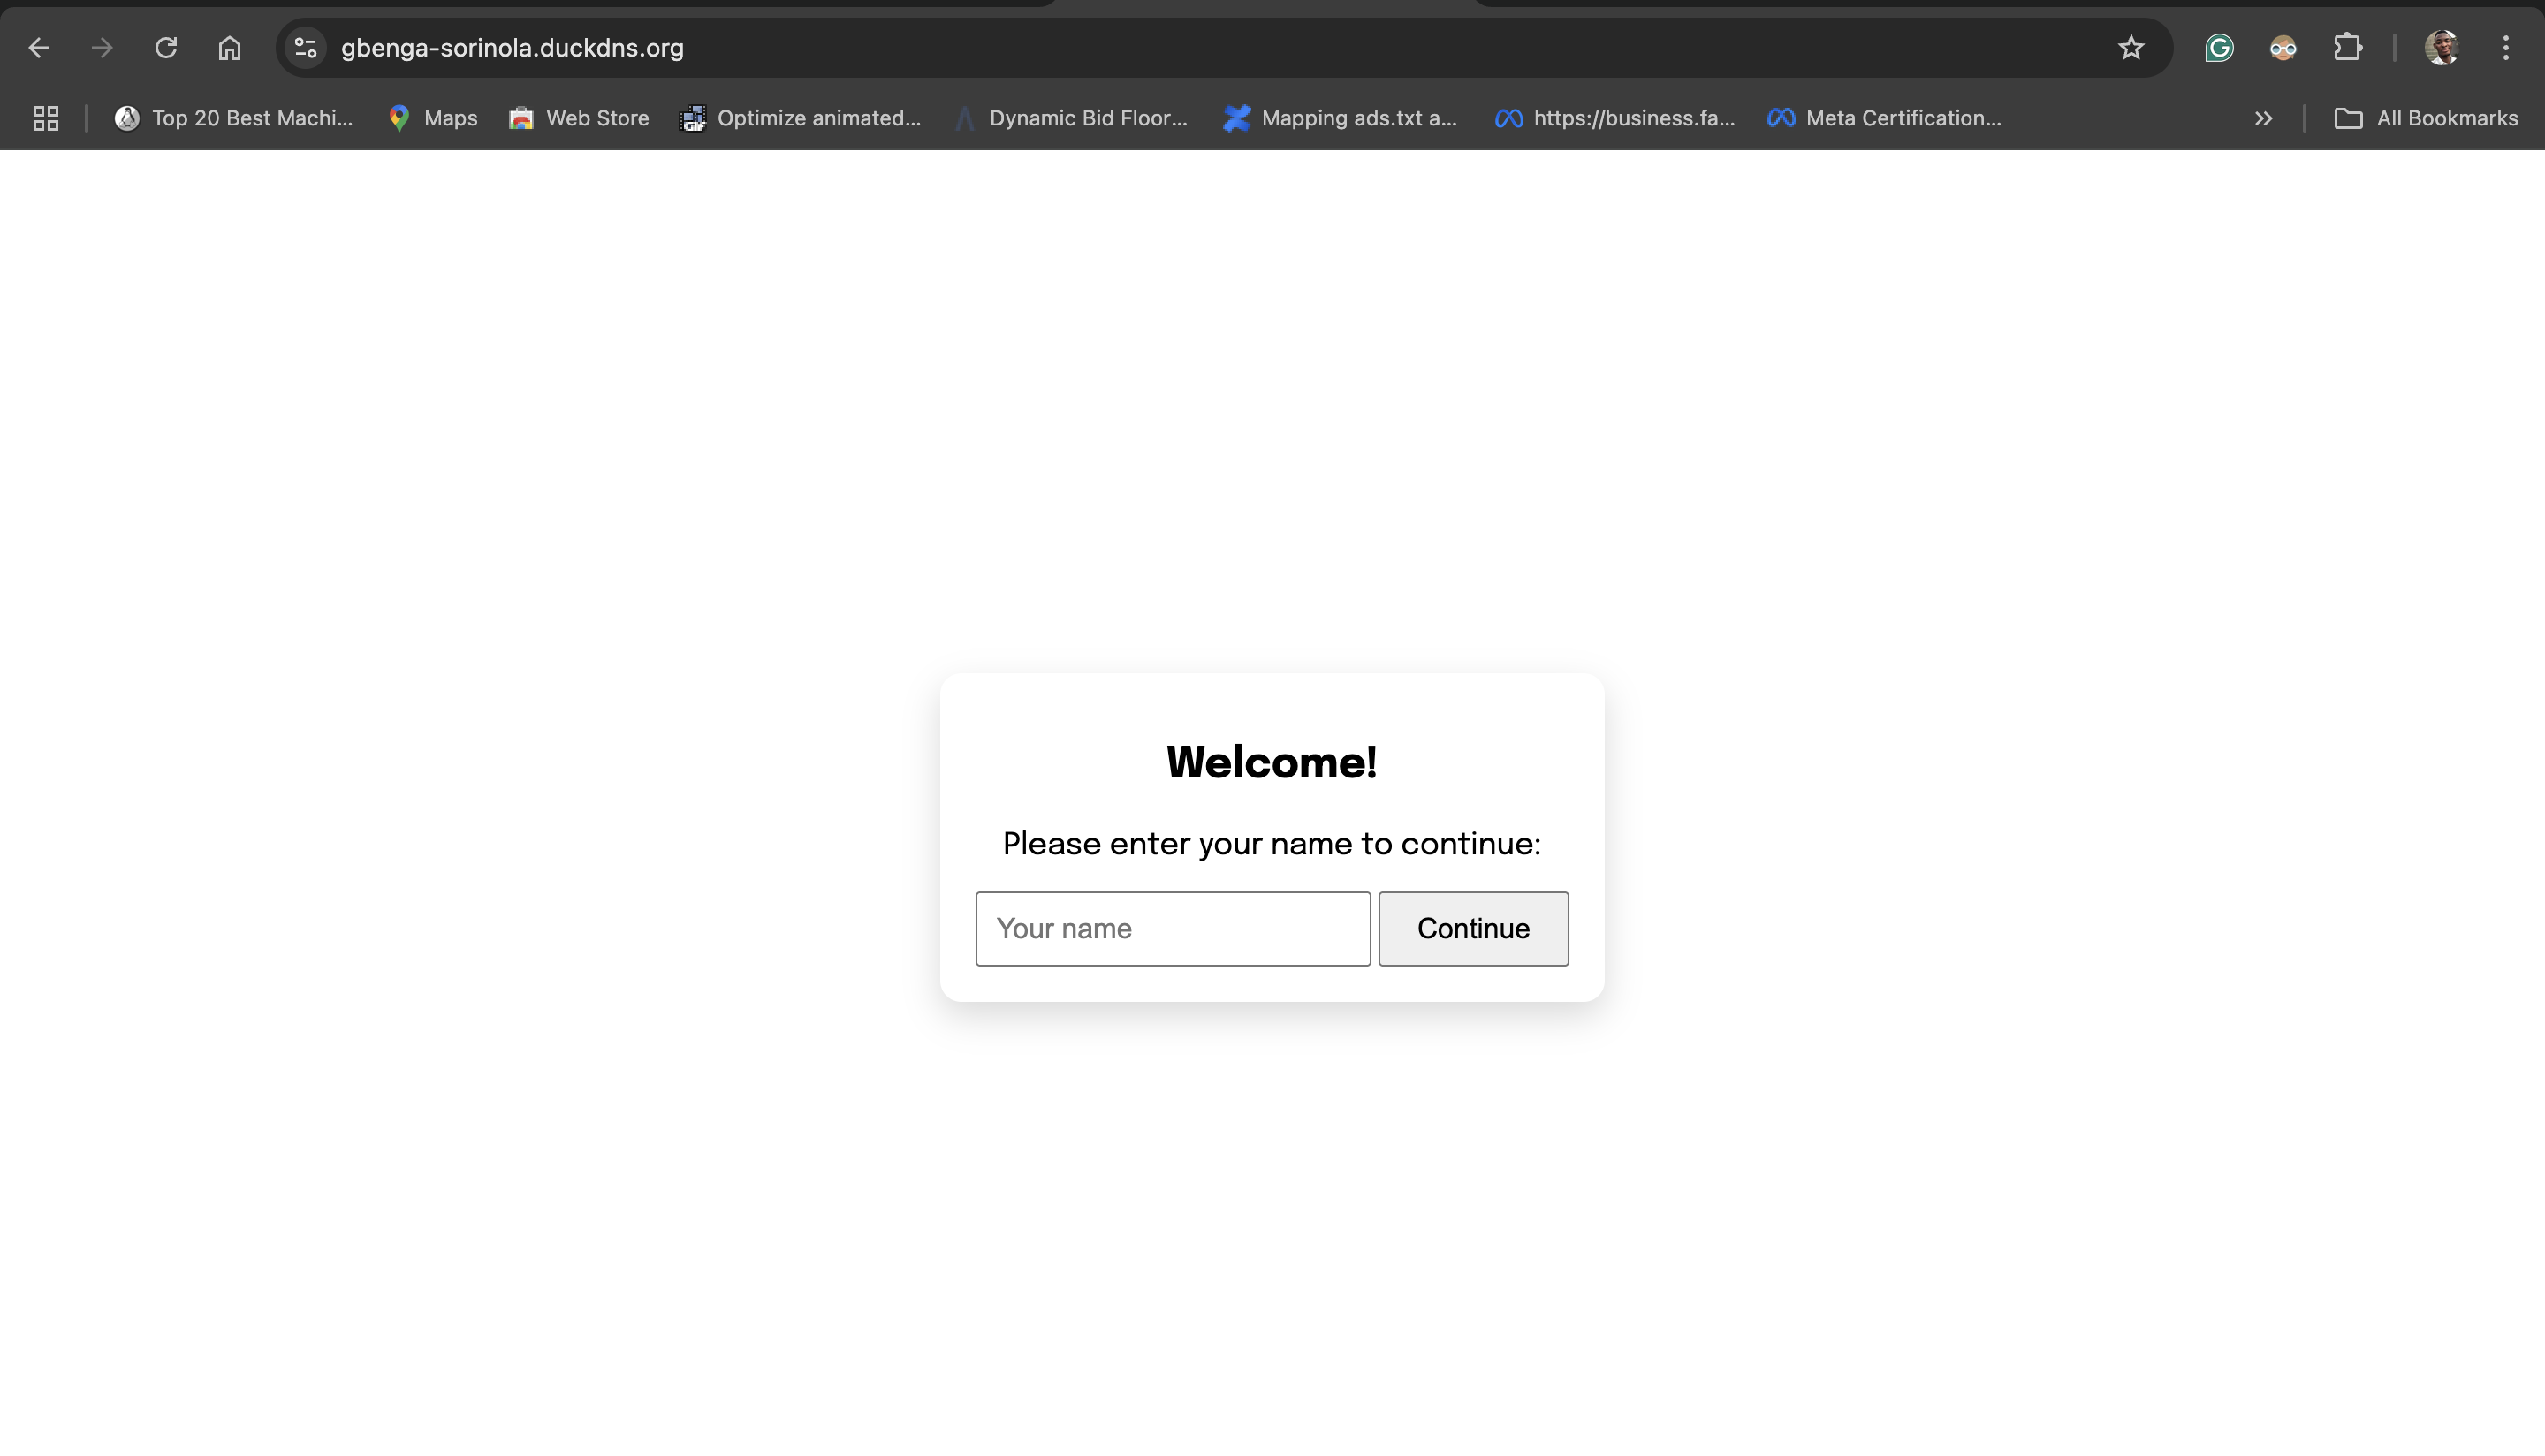 gbenga-sorinola.duckdns.org
Top 20 Best Machi... Maps Web Store Optimize animated... Dynamic Bid Floor... Mapping ads.txt a... https://business.fa... Meta Certification... All Bookmarks
Welcome!
Please enter your name to continue:
Your name Continue